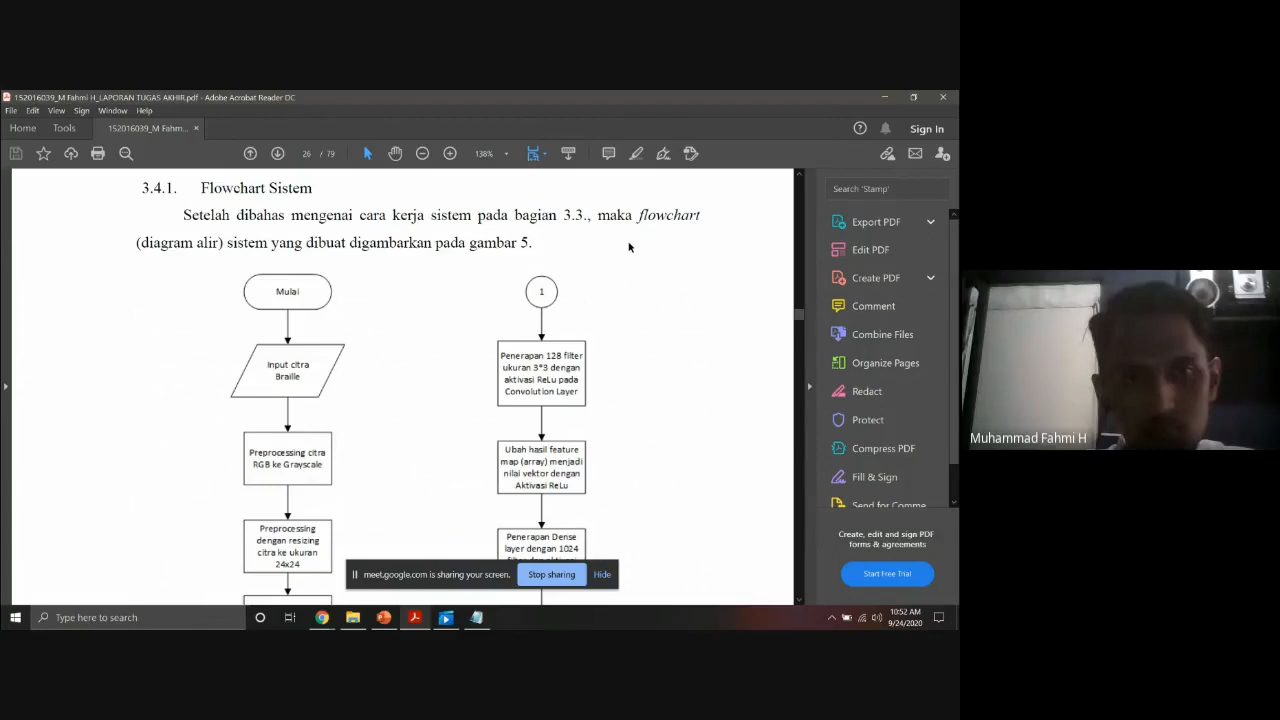 152016039_M Fahmi H_LAPORAN TUGAS AKHIR.pdf - Adobe Acrobat Reader DC
File Edit View Sign Window Help
Home Tools 152016039_M Fahm... ×
Sign In
26 / 79
138%
3.4.1. Flowchart Sistem
Setelah dibahas mengenai cara kerja sistem pada bagian 3.3., maka flowchart
(diagram alir) sistem yang dibuat digambarkan pada gambar 5.
Mulai
Input citra
Braille
Preprocessing citra
RGB ke Grayscale
Preprocessing
dengan resizing
citra ke ukuran
24x24
1
Penerapan 128 filter
ukuran 3*3 dengan
aktivasi ReLu pada
Convolution Layer
Ubah hasil feature
map (array) menjadi
nilai vektor dengan
Aktivasi ReLu
Penerapan Dense
layer dengan 1024
Search 'Stamp'
Export PDF
Edit PDF
Create PDF
Comment
Combine Files
Organize Pages
Redact
Protect
Compress PDF
Fill & Sign
Send for Comme
Create, edit and sign PDF
forms & agreements
Start Free Trial
meet.google.com is sharing your screen.
Stop sharing
Hide
Type here to search
10:52 AM
9/24/2020
Muhammad Fahmi H